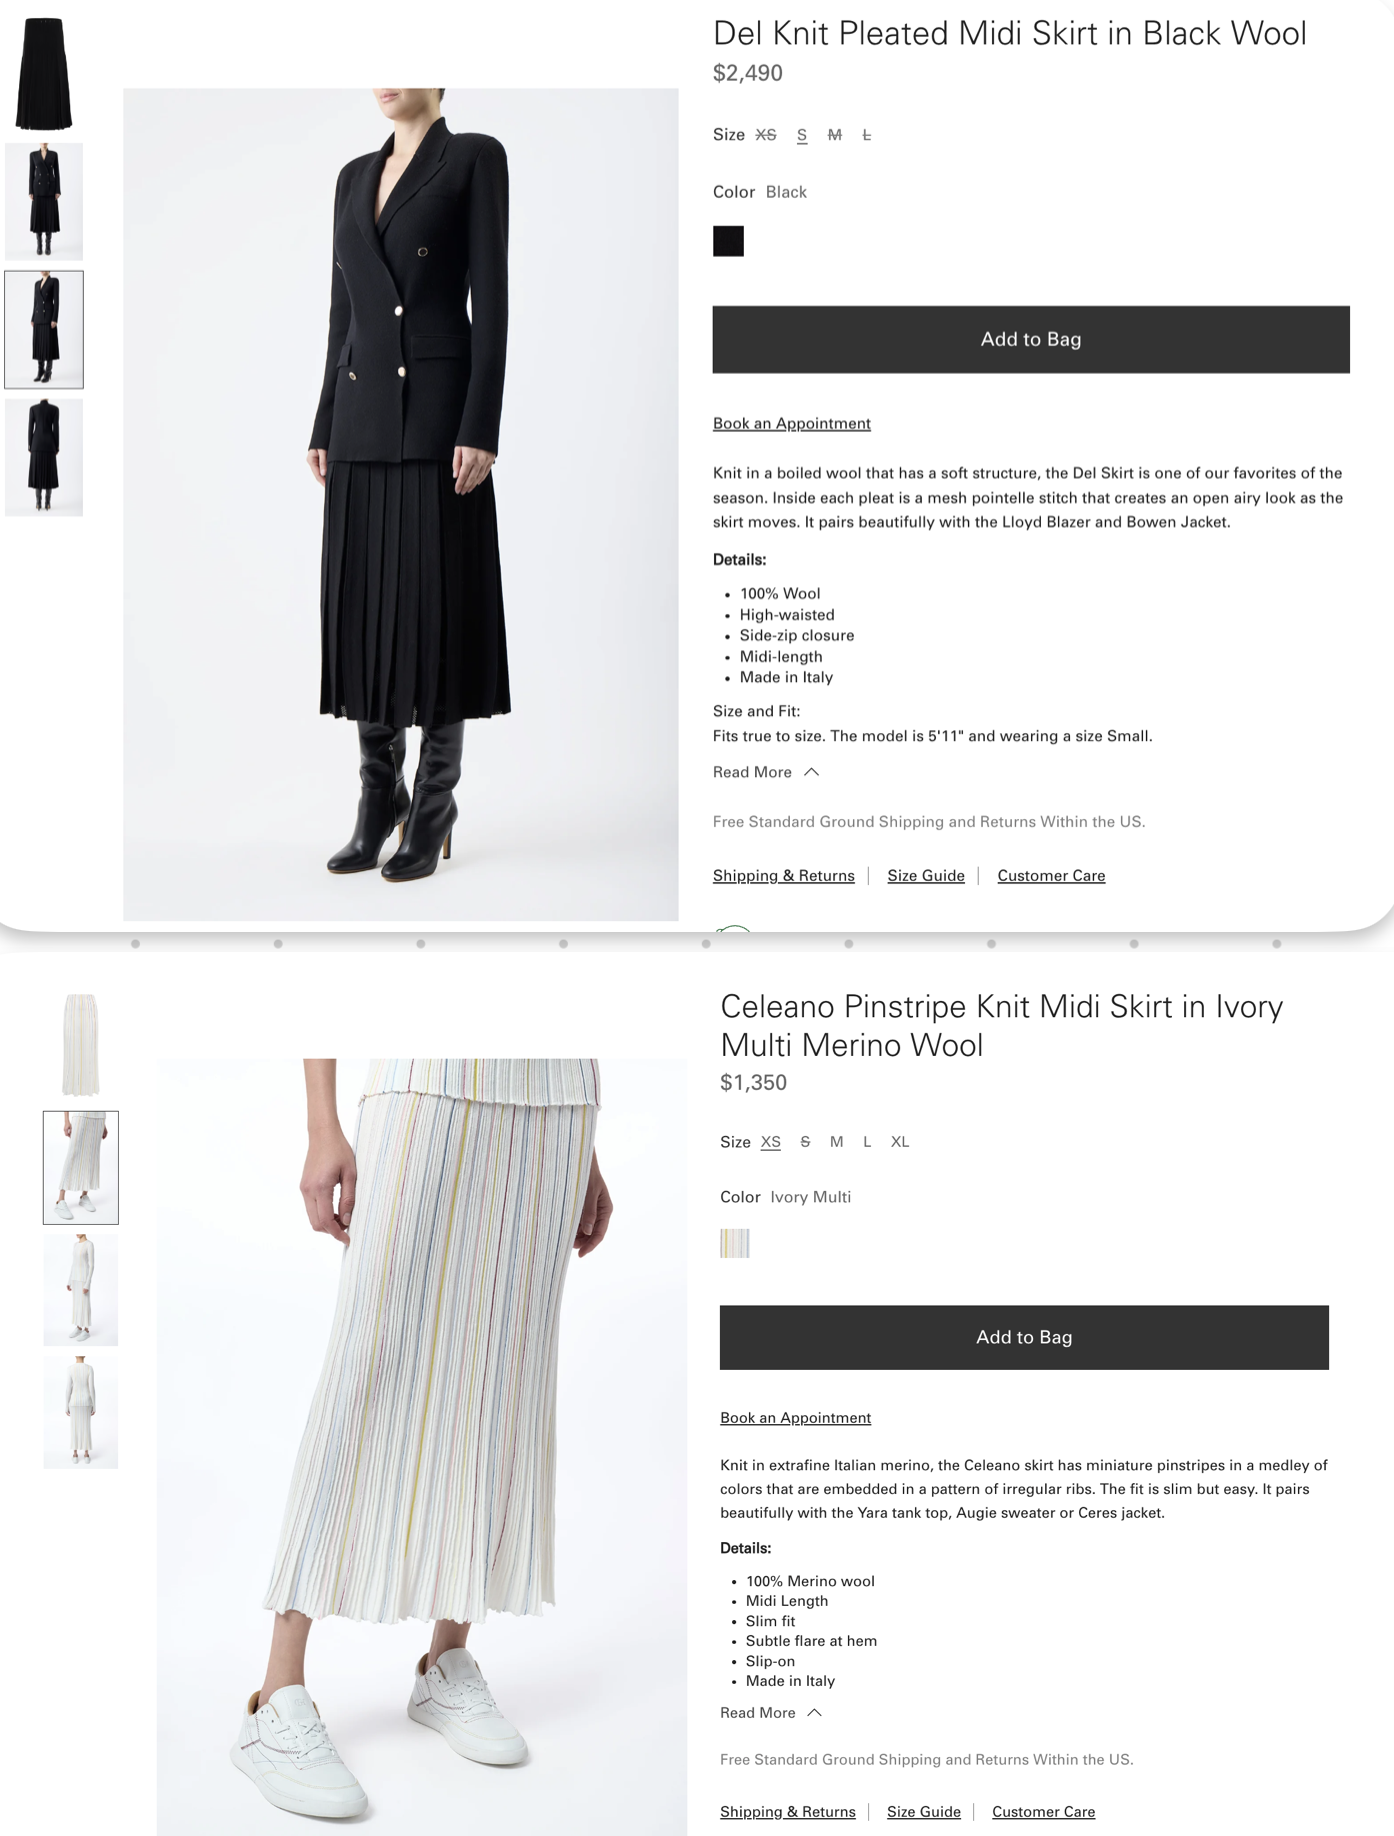 Del Knit Pleated Midi Skirt in Black Wool
$2,490
Size XS S M L
Color Black
Add to Bag
Book an Appointment
Knit in a boiled wool that has a soft structure, the Del Skirt is one of our favorites of the
season. Inside each pleat is a mesh pointelle stitch that creates an open airy look as the
skirt moves. It pairs beautifully with the Lloyd Blazer and Bowen Jacket.
Details:
• 100% Wool
• High-waisted
• Side-zip closure
• Midi-length
• Made in Italy
Size and Fit:
Fits true to size. The model is 5'11" and wearing a size Small.
Read More
Free Standard Ground Shipping and Returns Within the US.
Shipping & Returns | Size Guide | Customer Care
Celeano Pinstripe Knit Midi Skirt in Ivory
Multi Merino Wool
$1,350
Size XS S M L XL
Color Ivory Multi
Add to Bag
Book an Appointment
Knit in extrafine Italian merino, the Celeano skirt has miniature pinstripes in a medley of
colors that are embedded in a pattern of irregular ribs. The fit is slim but easy. It pairs
beautifully with the Yara tank top, Augie sweater or Ceres jacket.
Details:
• 100% Merino wool
• Midi Length
• Slim fit
• Subtle flare at hem
• Slip-on
• Made in Italy
Read More
Free Standard Ground Shipping and Returns Within the US.
Shipping & Returns | Size Guide | Customer Care